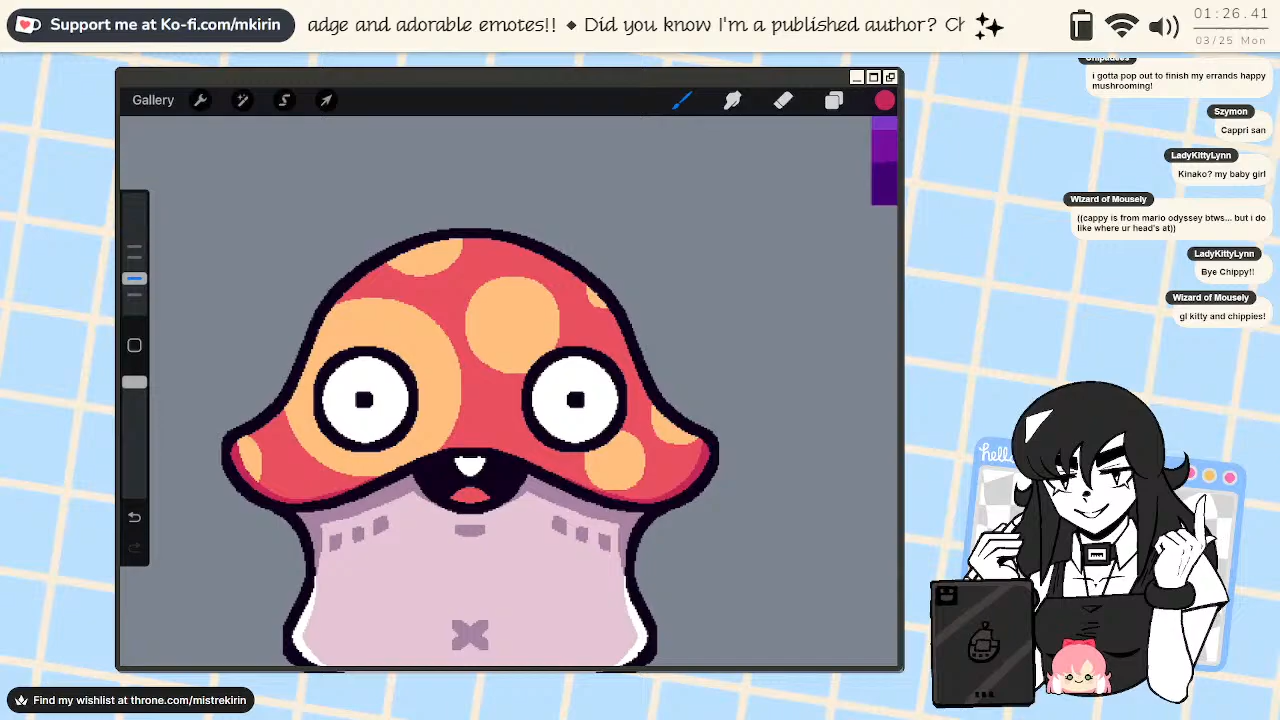 Support me at Ko-fi.com/mkirin
adge and adorable emotes!! ◆ Did you know I'm a published author? Ch
01:26.41
03/25 Mon
Gallery
Chipadees
i gotta pop out to finish my errands happy
mushrooming!
Szymon
Cappri san
LadyKittyLynn
Kinako? my baby girl
Wizard of Mousely
((cappy is from mario odyssey btws... but i do
like where ur head's at))
LadyKittyLynn
Bye Chippy!!
Wizard of Mousely
gl kitty and chippies!
hell
Find my wishlist at throne.com/mistrekirin